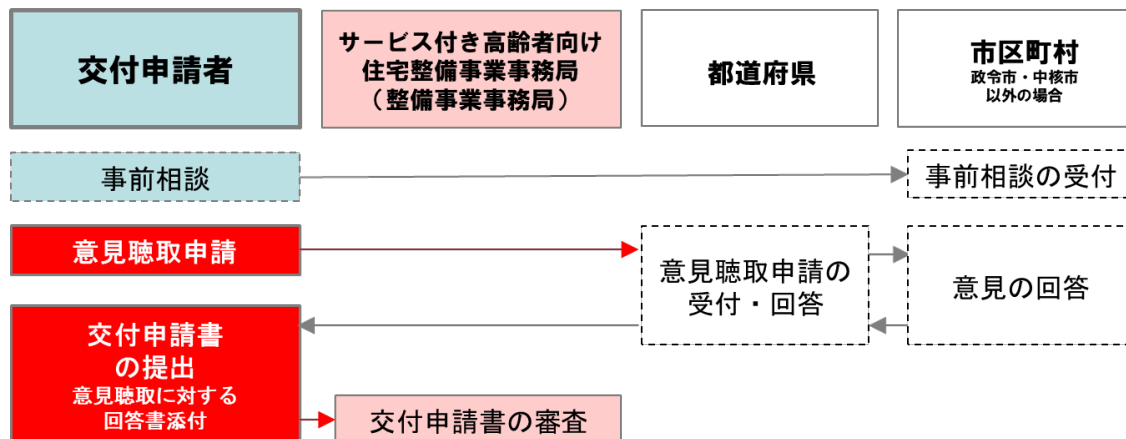 交付申請者
サービス付き高齢者向け
住宅整備事業事務局
（整備事業事務局）
都道府県
市区町村
政令市・中核市
以外の場合
事前相談
事前相談の受付
意見聴取申請
意見聴取申請の
受付・回答
意見の回答
交付申請書
の提出
意見聴取に対する
回答書添付
交付申請書の審査